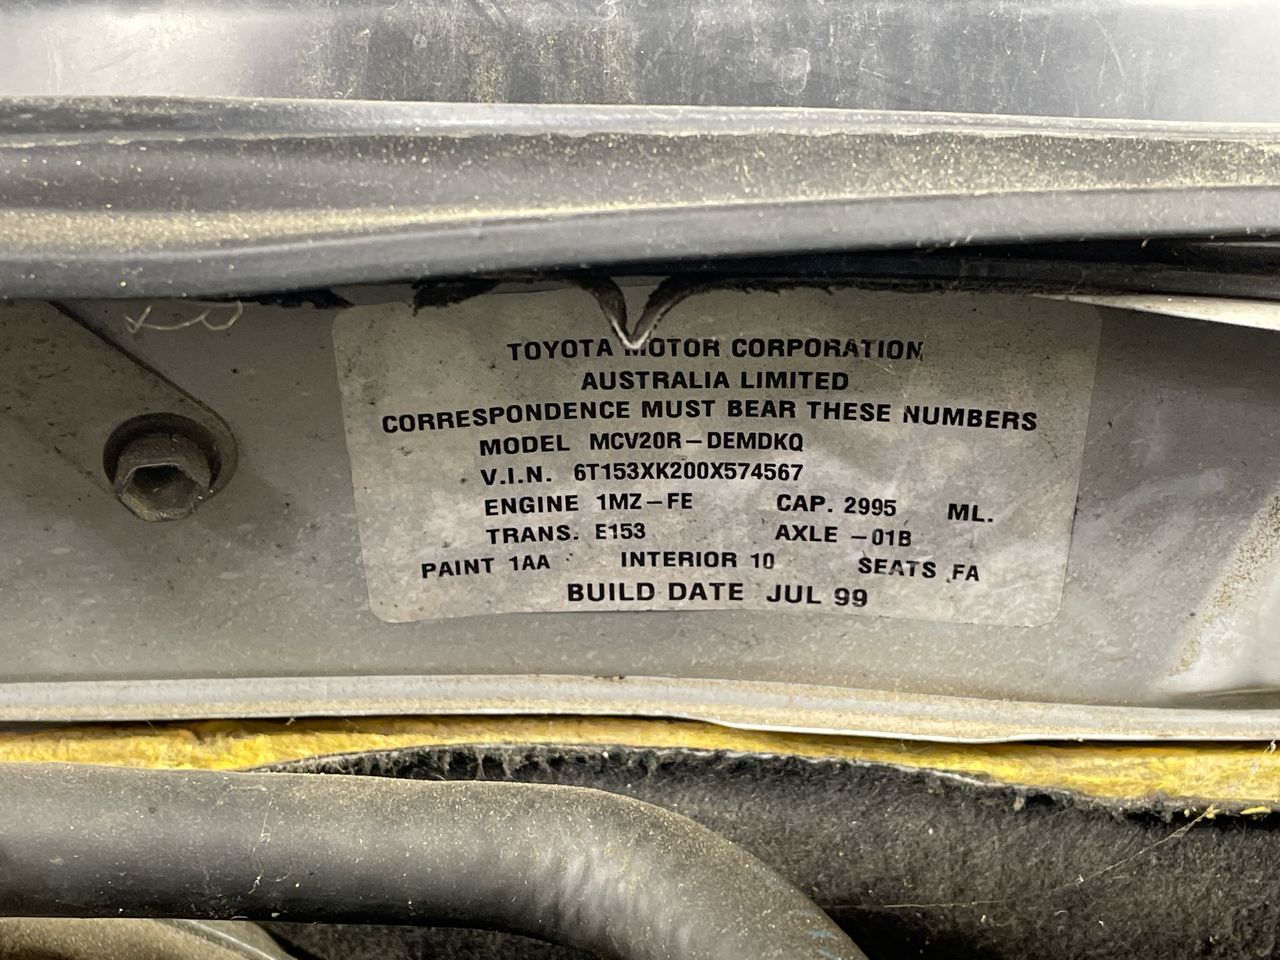 TOYOTA MOTOR CORPORATION
AUSTRALIA LIMITED
CORRESPONDENCE MUST BEAR THESE NUMBERS
MODEL MCV20R-DEMDKQ
V.I.N. 6T153XK200X574567
ENGINE 1MZ-FE CAP. 2995 ML.
TRANS. E153 AXLE -01B
PAINT 1AA INTERIOR 10 SEATS FA
BUILD DATE JUL 99